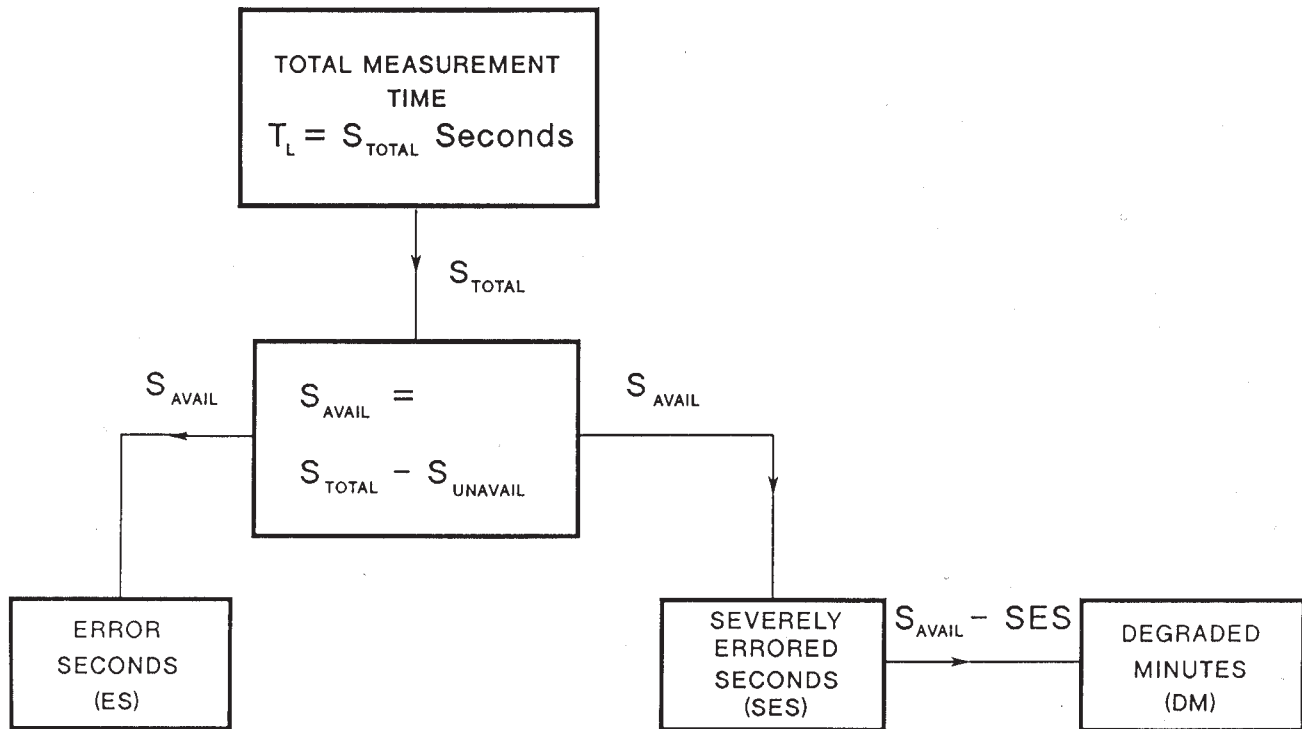 TOTAL MEASUREMENT
TIME
T_L = S_TOTAL Seconds
S_TOTAL
S_AVAIL
S_AVAIL =
S_TOTAL - S_UNAVAIL
S_AVAIL
ERROR
SECONDS
(ES)
SEVERELY
ERRORED
SECONDS
(SES)
S_AVAIL - SES
DEGRADED
MINUTES
(DM)